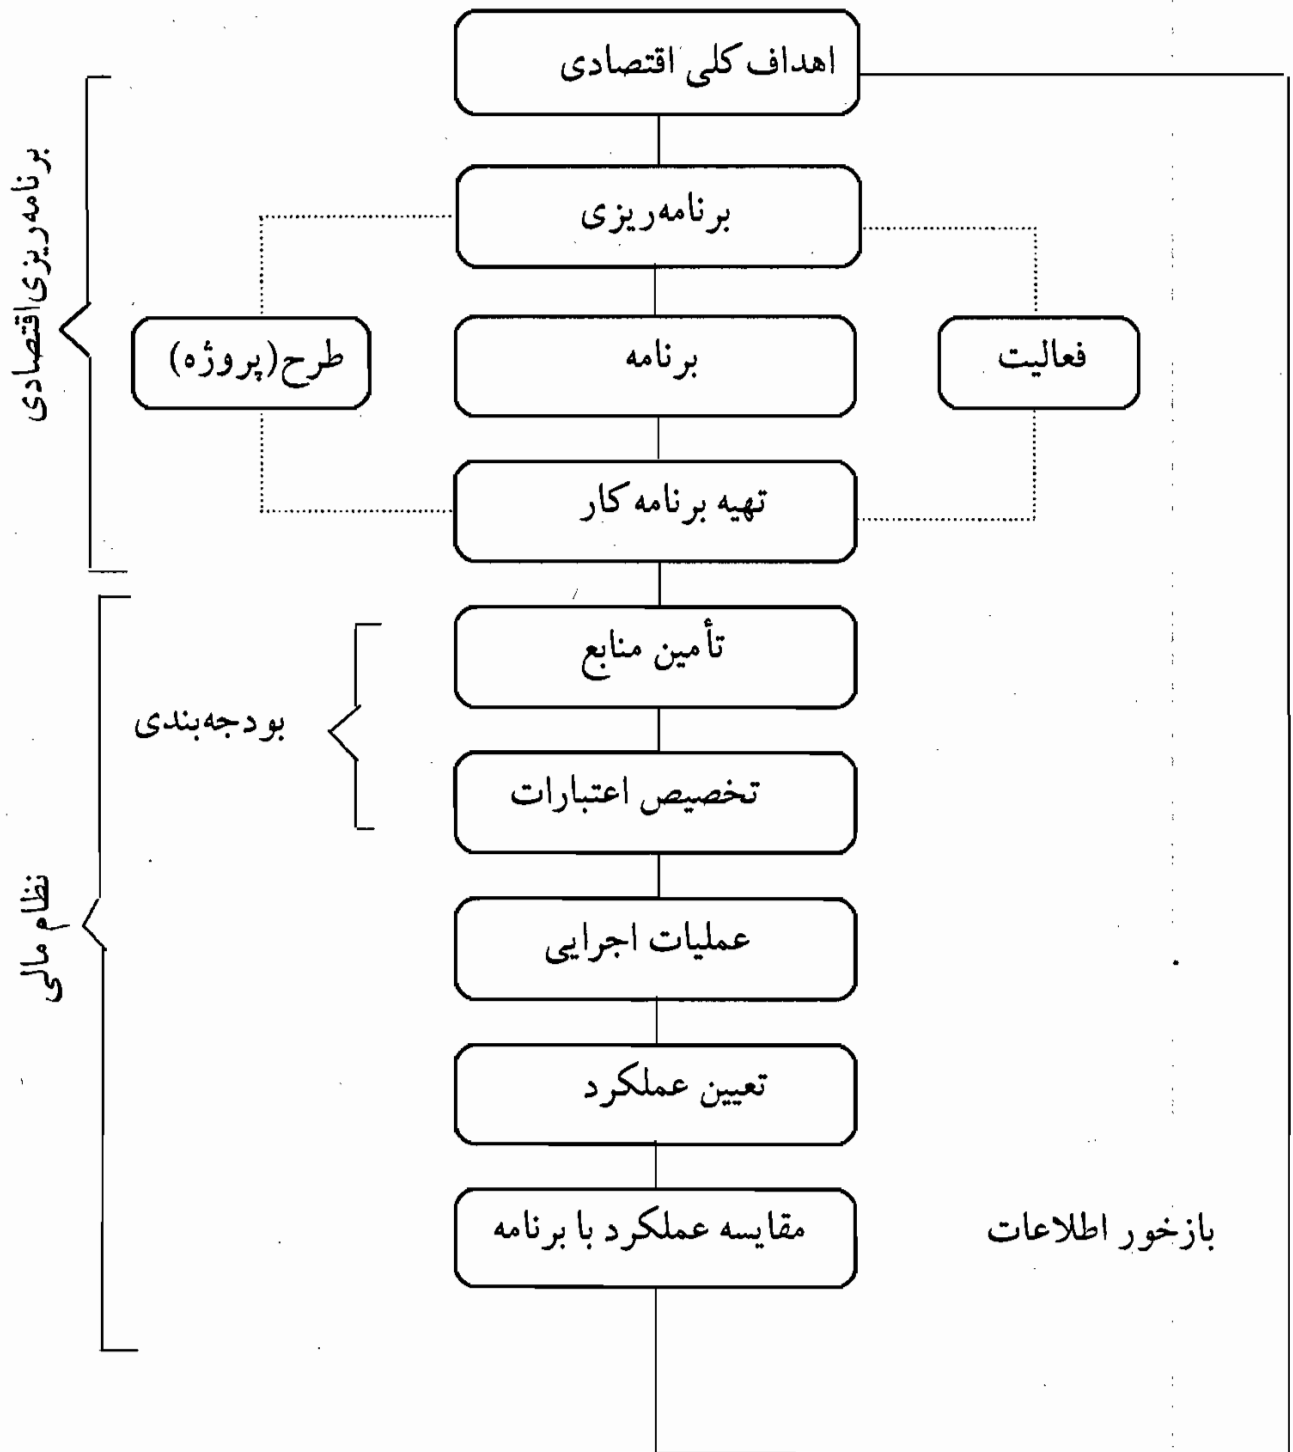 اهداف کلی اقتصادی
برنامه‌ریزی
برنامه‌ریزی اقتصادی
فعالیت
برنامه
طرح(پروژه)
تهیه برنامه کار
تأمین منابع
بودجه‌بندی
تخصیص اعتبارات
نظام مالی
عملیات اجرایی
تعیین عملکرد
بازخور اطلاعات
مقایسه عملکرد با برنامه